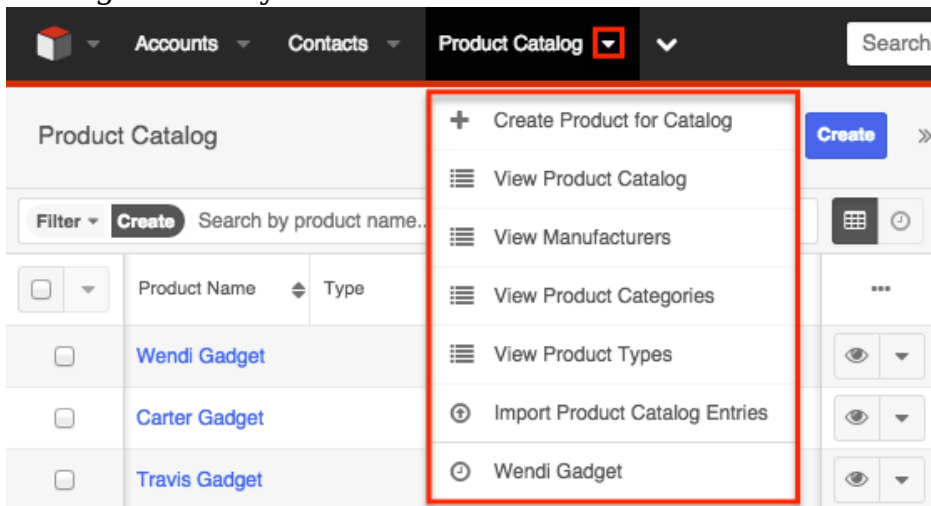 Accounts Contacts Product Catalog Search
Product Catalog Create
Create Product for Catalog
View Product Catalog
Filter Create Search by product name..
View Manufacturers
Product Name Type
View Product Categories
Wendi Gadget
View Product Types
Carter Gadget
Import Product Catalog Entries
Travis Gadget
Wendi Gadget